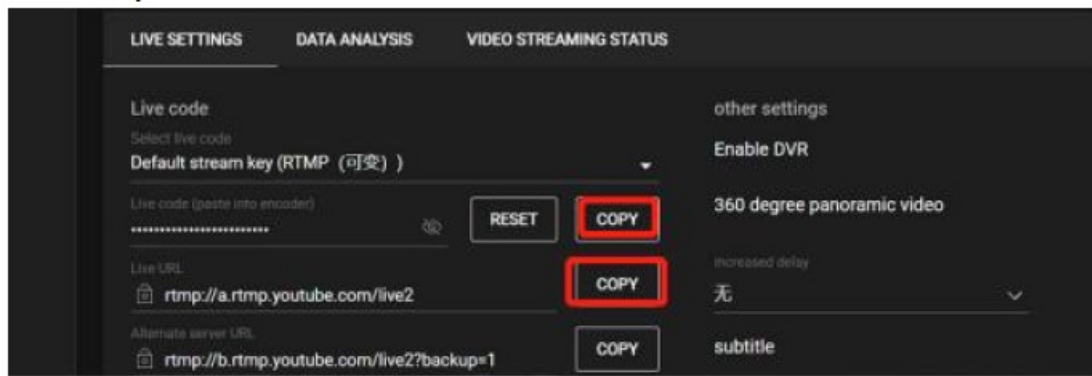 LIVE SETTINGS DATA ANALYSIS VIDEO STREAMING STATUS
Live code
Select live code
Default stream key (RTMP（可变）)
Live code (paste into encoder)
•••••••••••••••••••••••• RESET COPY
Live URL
rtmp://a.rtmp.youtube.com/live2 COPY
Alternate server URL
rtmp://b.rtmp.youtube.com/live2?backup=1 COPY
other settings
Enable DVR
360 degree panoramic video
increased delay
无
subtitle